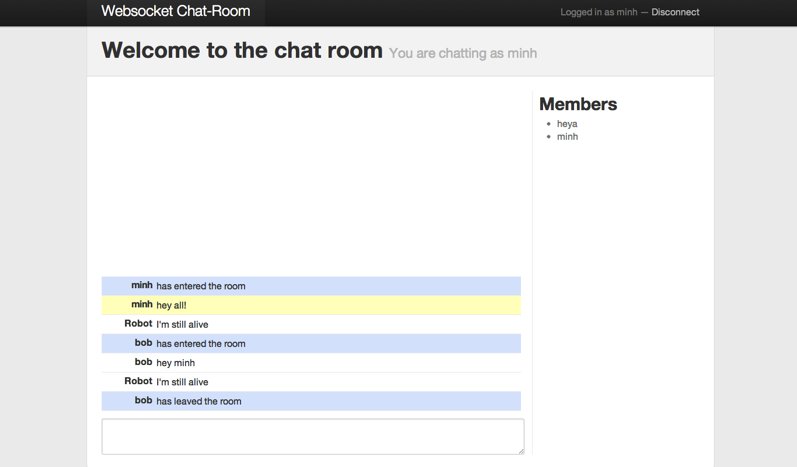 Websocket Chat-Room
Logged in as minh — Disconnect
Welcome to the chat room You are chatting as minh
minh has entered the room
minh hey all!
Robot I'm still alive
bob has entered the room
bob hey minh
Robot I'm still alive
bob has left the room
Members
heya
minh